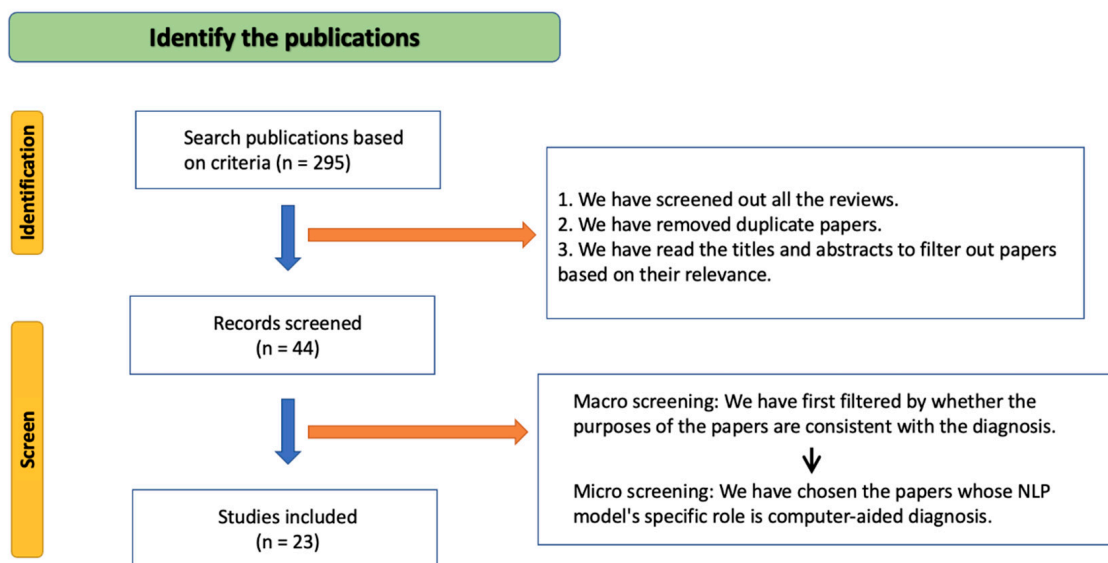 Identify the publications
Identification
Search publications based
on criteria (n = 295)
1. We have screened out all the reviews.
2. We have removed duplicate papers.
3. We have read the titles and abstracts to filter out papers
based on their relevance.
Screen
Records screened
(n = 44)
Macro screening: We have first filtered by whether the
purposes of the papers are consistent with the diagnosis.
Micro screening: We have chosen the papers whose NLP
model's specific role is computer-aided diagnosis.
Studies included
(n = 23)